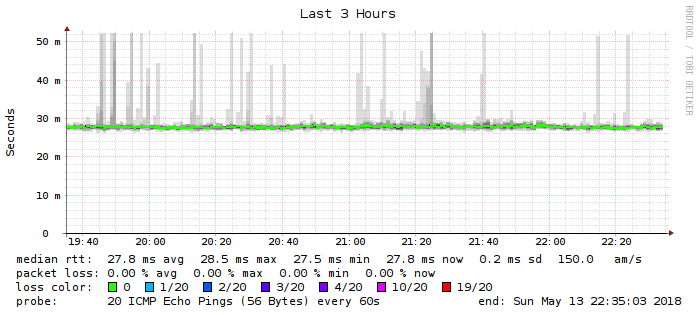 Last 3 Hours
RRDTOOL / TOBI OETIKER
Seconds
50 m
40 m
30 m
20 m
10 m
0
19:40 20:00 20:20 20:40 21:00 21:20 21:40 22:00 22:20
median rtt: 27.8 ms avg 28.5 ms max 27.5 ms min 27.8 ms now 0.2 ms sd 150.0 am/s
packet loss: 0.00 % avg 0.00 % max 0.00 % min 0.00 % now
loss color: 0 1/20 2/20 3/20 4/20 10/20 19/20
probe: 20 ICMP Echo Pings (56 Bytes) every 60s end: Sun May 13 22:35:03 2018